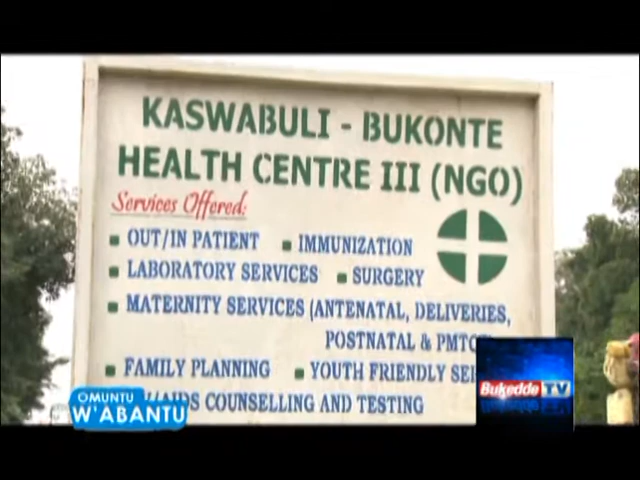 KASWABULI - BUKONTE
HEALTH CENTRE III (NGO)
Services Offered:
OUT/IN PATIENT IMMUNIZATION
LABORATORY SERVICES SURGERY
MATERNITY SERVICES (ANTENATAL, DELIVERIES,
POSTNATAL &
FAMILY PLANNING YOUTH FRIENDLY
COUNSELLING AND TESTING
OMUNTU
W'ABANTU
Bukedde TV